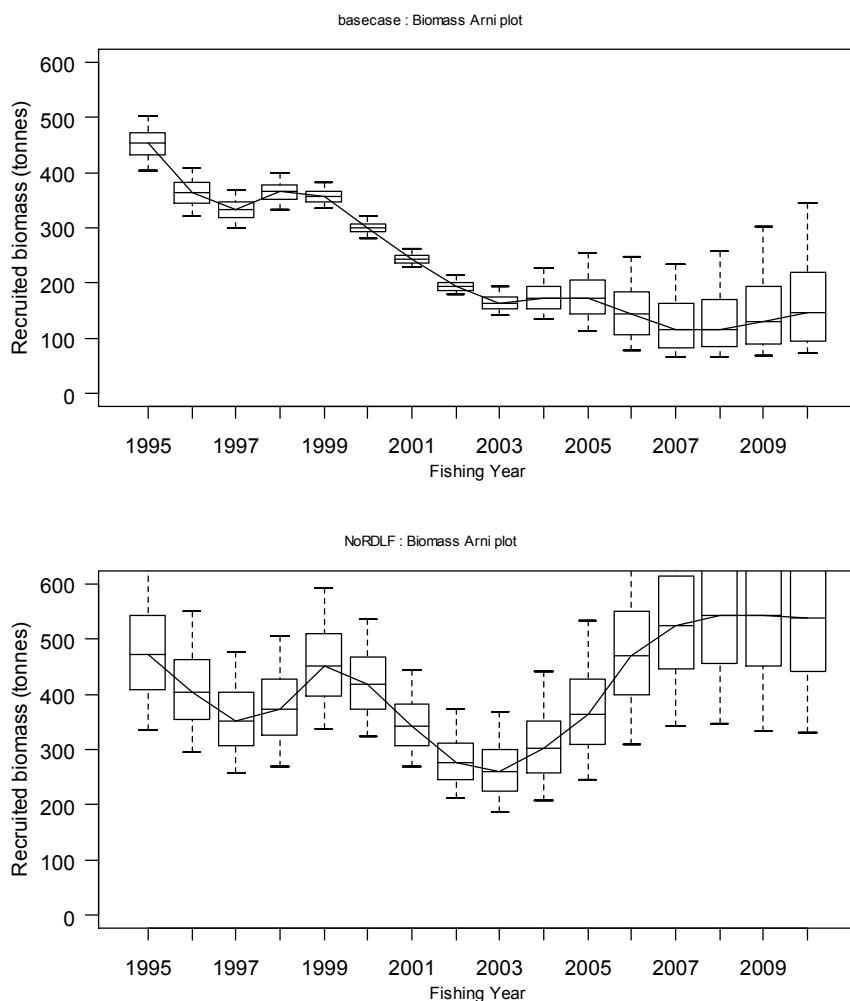 basecase : Biomass Arni plot
600
500
400
300
200
100
0
Recruited biomass (tonnes)
1995 1997 1999 2001 2003 2005 2007 2009
Fishing Year
NoRDLF : Biomass Arni plot
600
500
400
300
200
100
0
Recruited biomass (tonnes)
1995 1997 1999 2001 2003 2005 2007 2009
Fishing Year